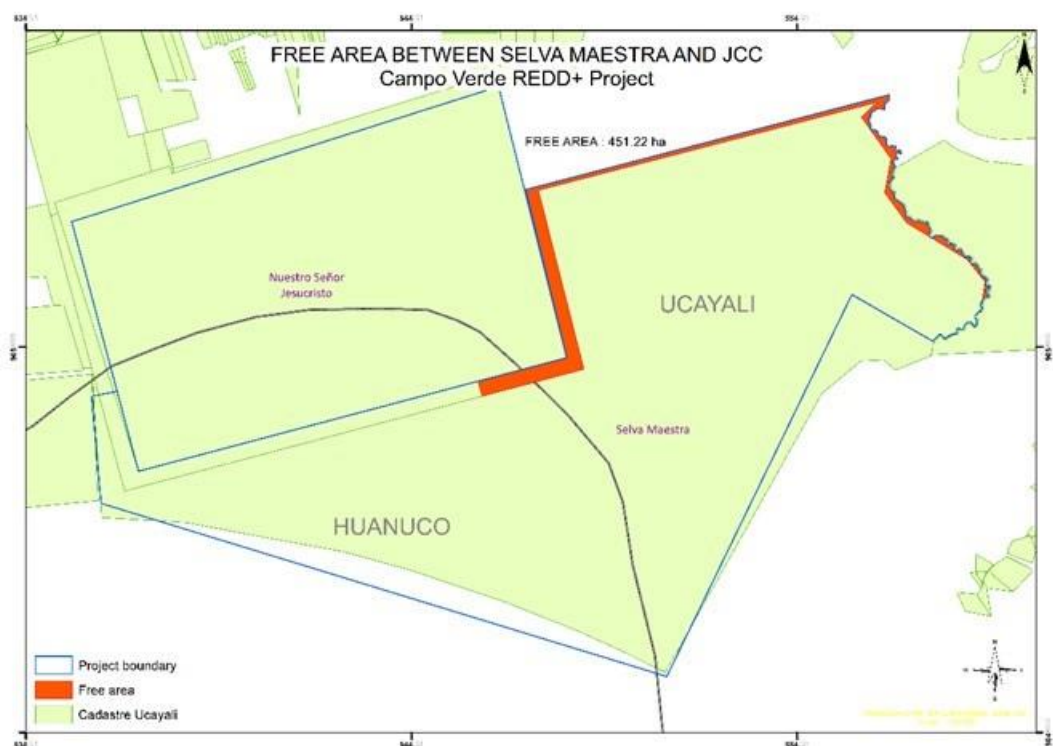 FREE AREA BETWEEN SELVA MAESTRA AND JCC
Campo Verde REDD+ Project
FREE AREA : 451.22 ha
Nuestro Señor
Jesucristo
UCAYALI
Selva Maestra
HUANUCO
Project boundary
Free area
Cadastre Ucayali